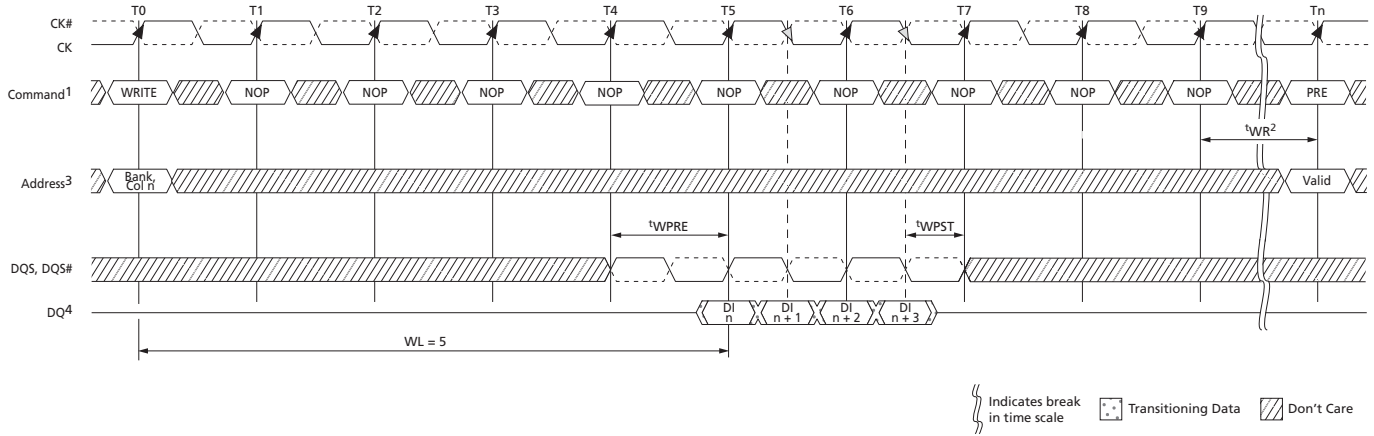 T0 T1 T2 T3 T4 T5 T6 T7 T8 T9 Tn
CK#
CK
Command1 WRITE NOP NOP NOP NOP NOP NOP NOP NOP NOP PRE
tWR2
Address3 Bank, Col n Valid
tWPRE tWPST
DQS, DQS#
DQ4 DI n DI n + 1 DI n + 2 DI n + 3
WL = 5
Indicates break
in time scale
Transitioning Data
Don't Care